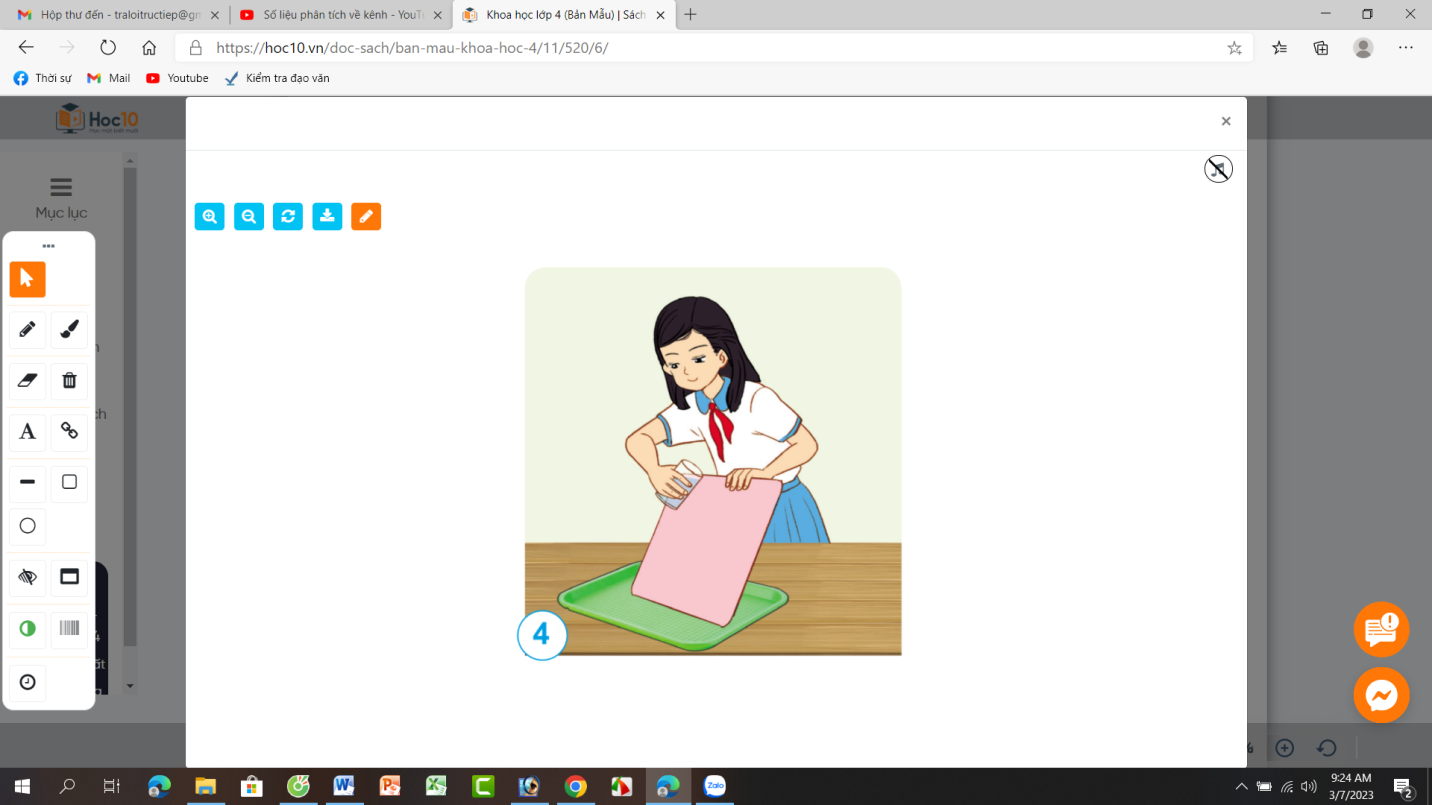 Hộp thư đến - traloitructiep@gm
Số liệu phân tích về kênh - YouTu
Khoa học lớp 4 (Bản Mẫu) | Sách
https://hoc10.vn/doc-sach/ban-mau-khoa-hoc-4/11/520/6/
Thời sự
Mail
Youtube
Kiểm tra đạo văn
Hoc10
Mục lục
A
4
%
Zalo
9:24 AM
3/7/2023
2